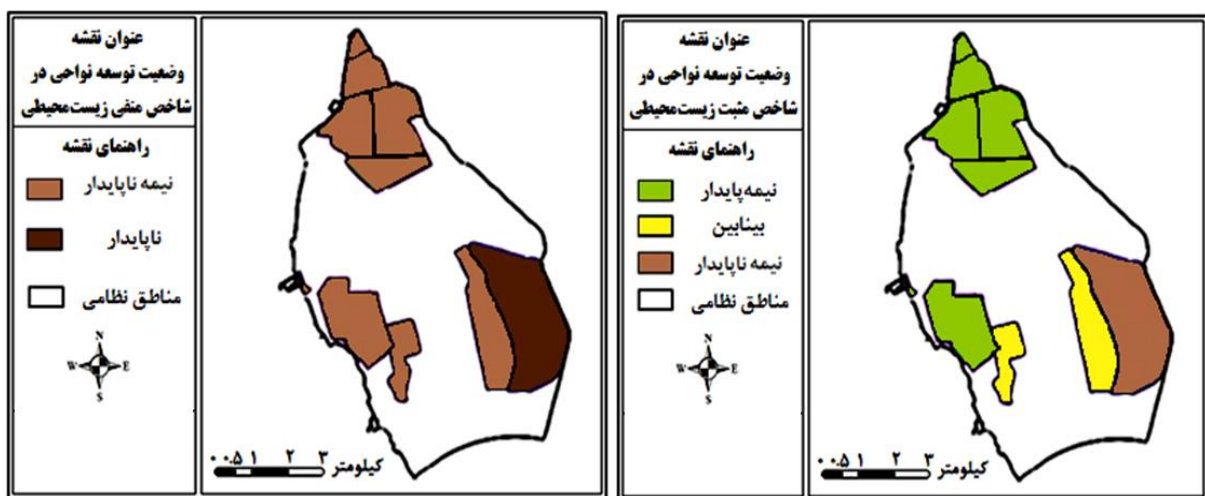 عنوان نقشه
وضعیت توسعه نواحی در
شاخص منفی زیست‌محیطی
راهنمای نقشه
نیمه ناپایدار
ناپایدار
مناطق نظامی
N
W E
S
۰ ۰.۵ ۱ ۲ ۳
کیلومتر
عنوان نقشه
وضعیت توسعه نواحی در
شاخص مثبت زیست‌محیطی
راهنمای نقشه
نیمه‌پایدار
بینابین
نیمه ناپایدار
مناطق نظامی
N
W E
S
۰ ۰.۵ ۱ ۲ ۳
کیلومتر